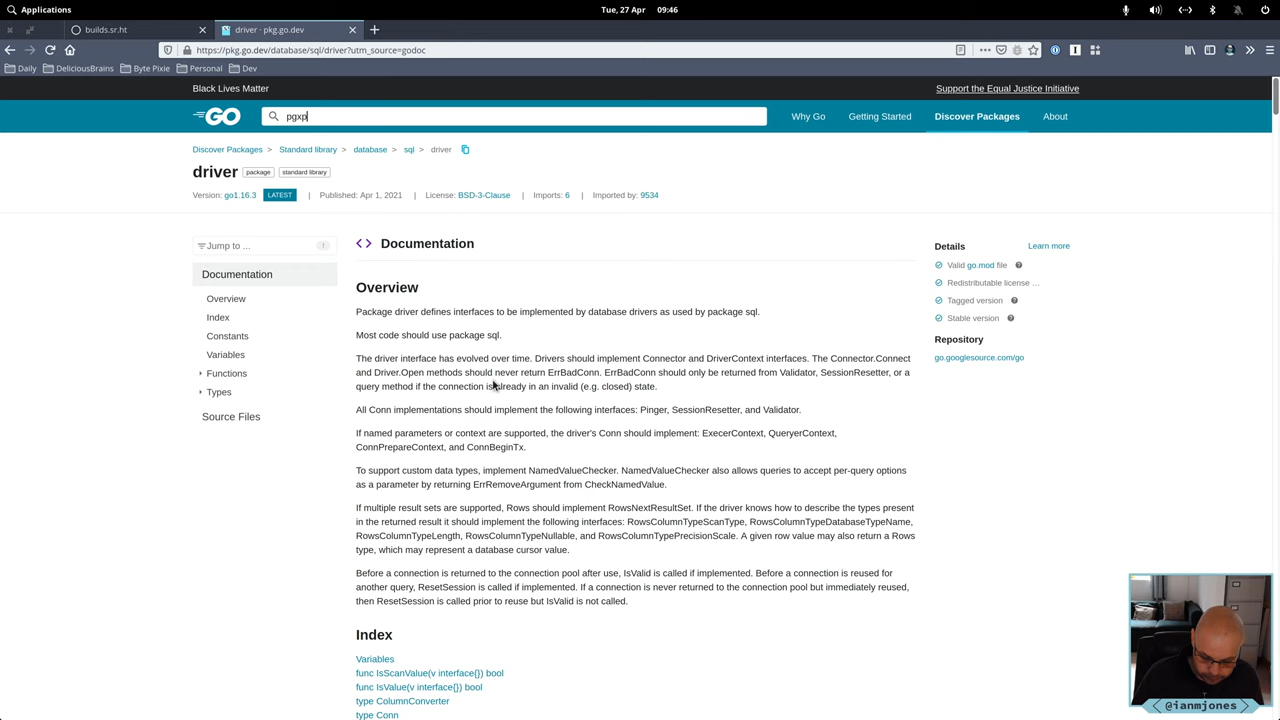 Applications
Tue, 27 Apr 09:46
builds.sr.ht
driver · pkg.go.dev
https://pkg.go.dev/database/sql/driver?utm_source=godoc
Daily DeliciousBrains Byte Pixie Personal Dev
Black Lives Matter
Support the Equal Justice Initiative
GO
pgxp
Why Go Getting Started Discover Packages About
Discover Packages > Standard library > database > sql > driver
driver package standard library
Version: go1.16.3 LATEST | Published: Apr 1, 2021 | License: BSD-3-Clause | Imports: 6 | Imported by: 9534
Jump to ... f
Documentation
Overview
Index
Constants
Variables
Functions
Types
Source Files
<> Documentation
Overview
Package driver defines interfaces to be implemented by database drivers as used by package sql.
Most code should use package sql.
The driver interface has evolved over time. Drivers should implement Connector and DriverContext interfaces. The Connector.Connect
and Driver.Open methods should never return ErrBadConn. ErrBadConn should only be returned from Validator, SessionResetter, or a
query method if the connection is already in an invalid (e.g. closed) state.
All Conn implementations should implement the following interfaces: Pinger, SessionResetter, and Validator.
If named parameters or context are supported, the driver's Conn should implement: ExecerContext, QueryerContext,
ConnPrepareContext, and ConnBeginTx.
To support custom data types, implement NamedValueChecker. NamedValueChecker also allows queries to accept per-query options
as a parameter by returning ErrRemoveArgument from CheckNamedValue.
If multiple result sets are supported, Rows should implement RowsNextResultSet. If the driver knows how to describe the types present
in the returned result it should implement the following interfaces: RowsColumnTypeScanType, RowsColumnTypeDatabaseTypeName,
RowsColumnTypeLength, RowsColumnTypeNullable, and RowsColumnTypePrecisionScale. A given row value may also return a Rows
type, which may represent a database cursor value.
Before a connection is returned to the connection pool after use, IsValid is called if implemented. Before a connection is reused for
another query, ResetSession is called if implemented. If a connection is never returned to the connection pool but immediately reused,
then ResetSession is called prior to reuse but IsValid is not called.
Index
Variables
func IsScanValue(v interface{}) bool
func IsValue(v interface{}) bool
type ColumnConverter
type Conn
Details
Learn more
Valid go.mod file
Redistributable license …
Tagged version
Stable version
Repository
go.googlesource.com/go
< @ianmjones >